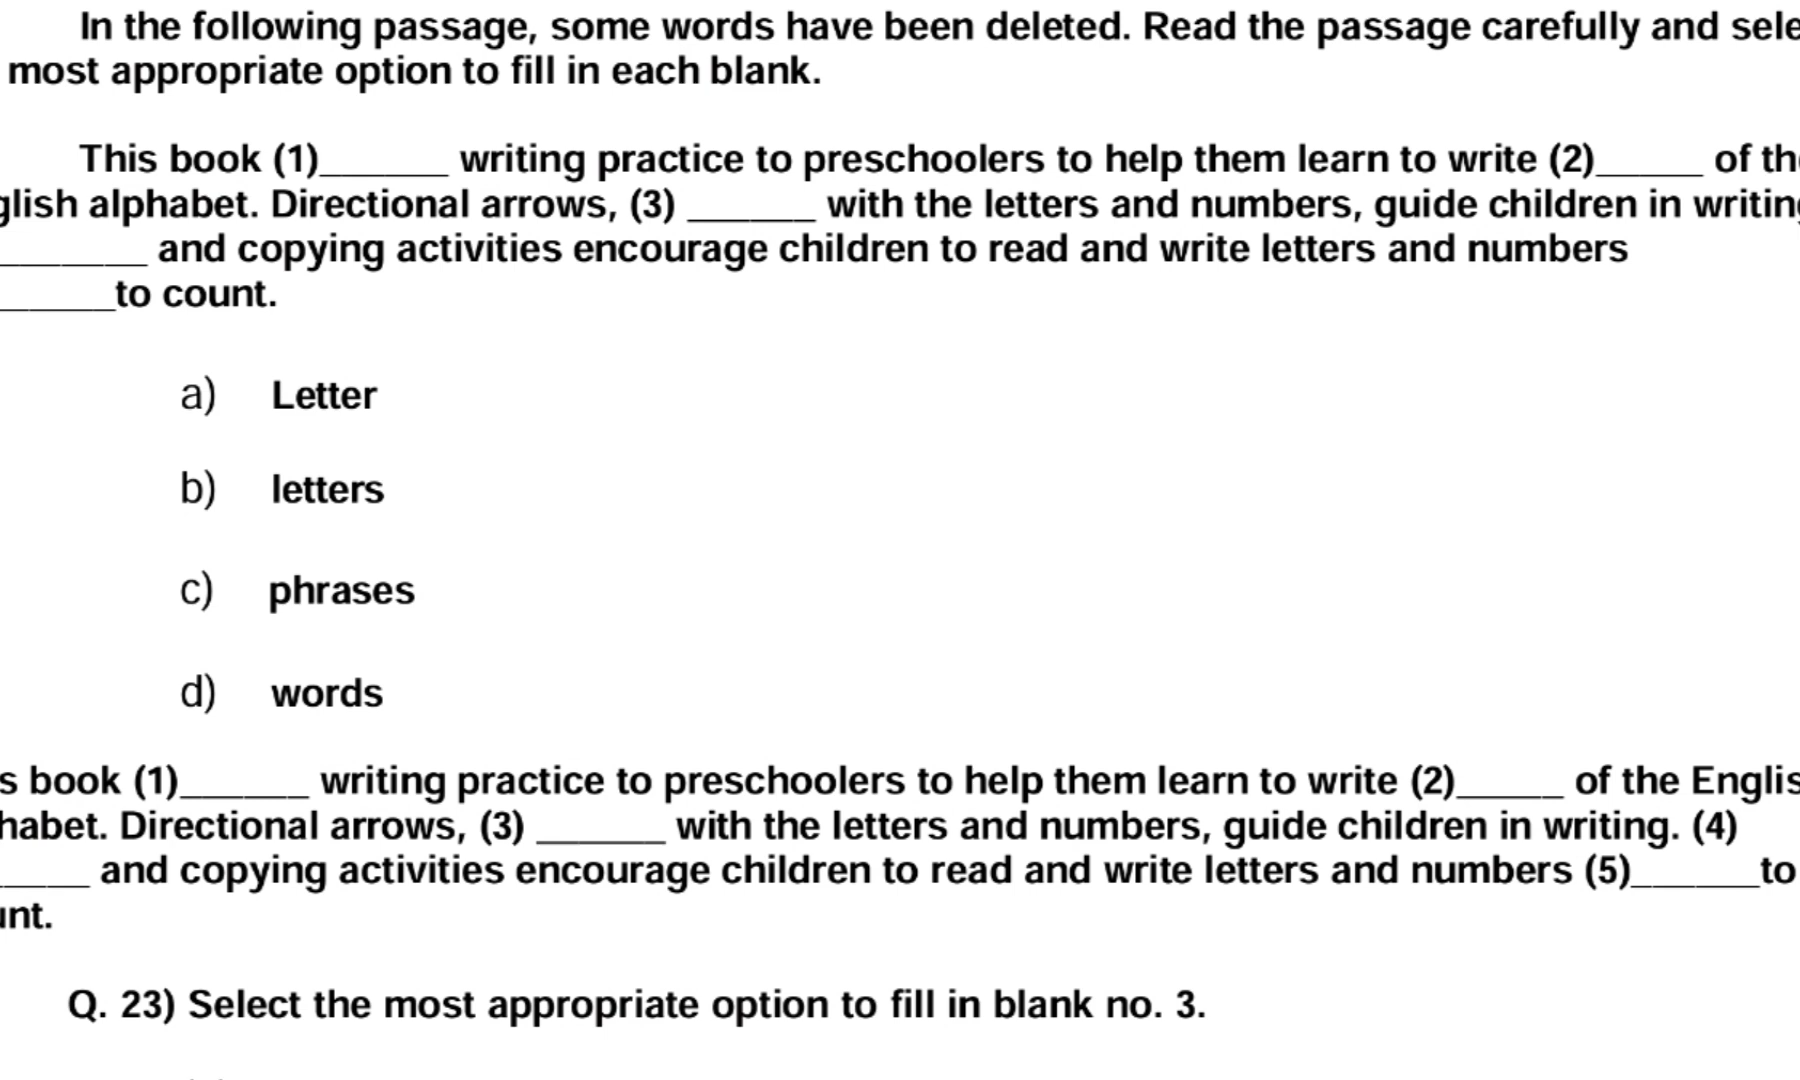 In the following passage, some words have been deleted. Read the passage carefully and sele
most appropriate option to fill in each blank.
This book (1)______ writing practice to preschoolers to help them learn to write (2)_____ of th
glish alphabet. Directional arrows, (3) ______ with the letters and numbers, guide children in writing
_______ and copying activities encourage children to read and write letters and numbers
______to count.
a) Letter
b) letters
c) phrases
d) words
s book (1)______ writing practice to preschoolers to help them learn to write (2)_____ of the Englis
habet. Directional arrows, (3) ______ with the letters and numbers, guide children in writing. (4)
____ and copying activities encourage children to read and write letters and numbers (5)______to
unt.
Q. 23) Select the most appropriate option to fill in blank no. 3.